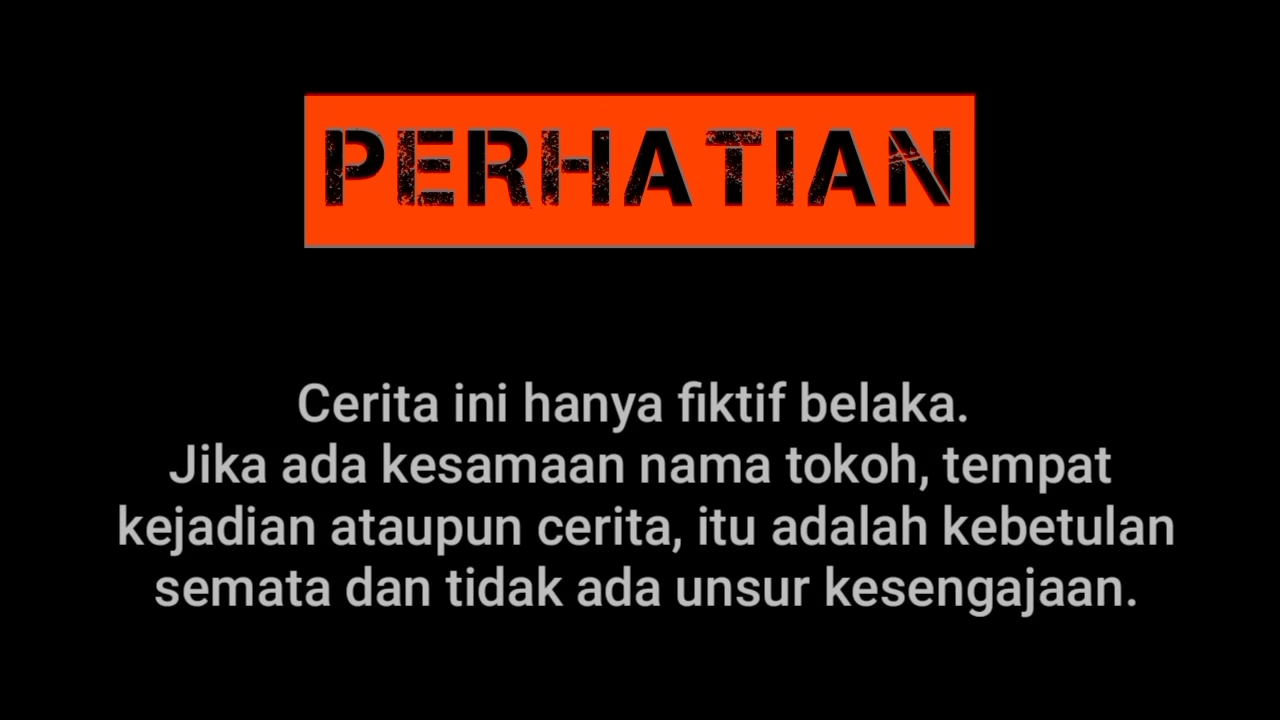 PERHATIAN
Cerita ini hanya fiktif belaka.
Jika ada kesamaan nama tokoh, tempat
kejadian ataupun cerita, itu adalah kebetulan
semata dan tidak ada unsur kesengajaan.